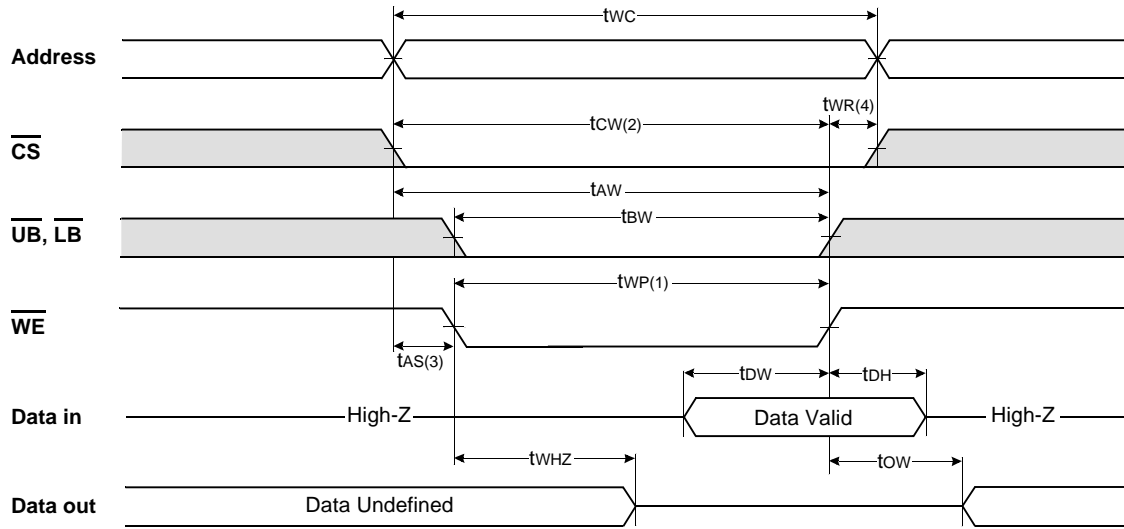 tWC
Address
tWR(4)
tCW(2)
CS
tAW
tBW
UB, LB
tWP(1)
WE
tAS(3)
tDW
tDH
Data in
High-Z
Data Valid
High-Z
tWHZ
tOW
Data out
Data Undefined